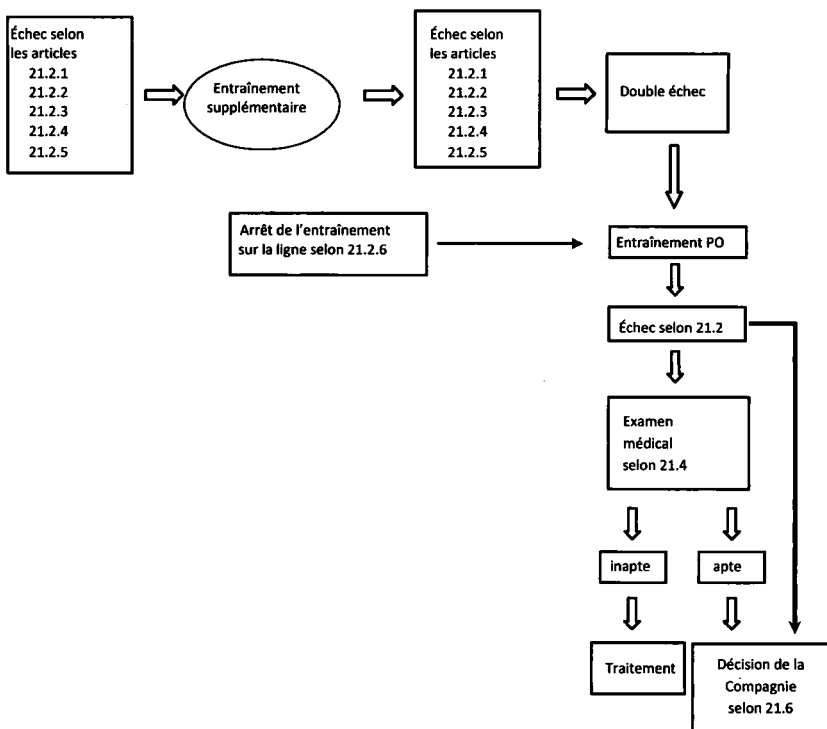 Échec selon
les articles
21.2.1
21.2.2
21.2.3
21.2.4
21.2.5
Entraînement
supplémentaire
Échec selon
les articles
21.2.1
21.2.2
21.2.3
21.2.4
21.2.5
Double échec
Arrêt de l'entraînement
sur la ligne selon 21.2.6
Entraînement PO
Échec selon 21.2
Examen
médical
selon 21.4
inapte
apte
Traitement
Décision de la
Compagnie
selon 21.6